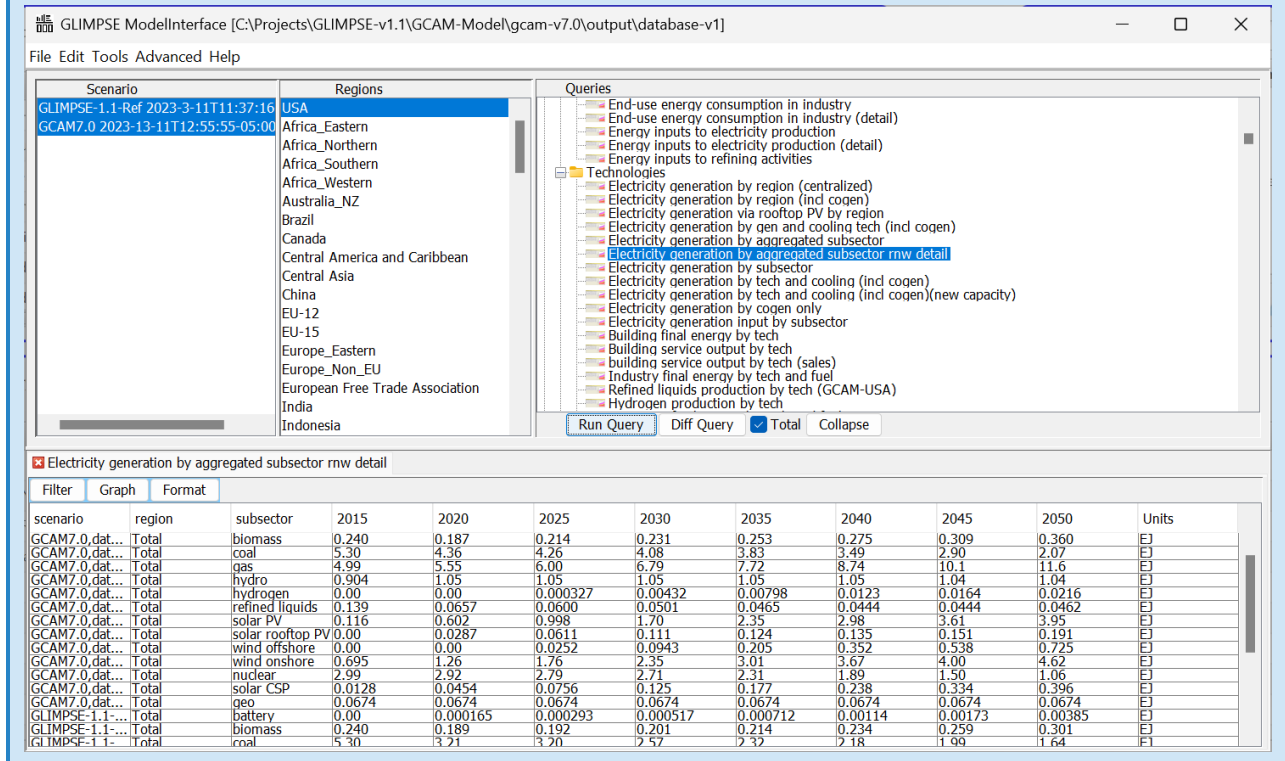 GLIMPSE ModelInterface [C:\Projects\GLIMPSE-v1.1\GCAM-Model\gcam-v7.0\output\database-v1]
File Edit Tools Advanced Help
Scenario
GLIMPSE-1.1-Ref 2023-3-11T11:37:16
GCAM7.0 2023-13-11T12:55:55-05:00
Regions
USA
Africa_Eastern
Africa_Northern
Africa_Southern
Africa_Western
Australia_NZ
Brazil
Canada
Central America and Caribbean
Central Asia
China
EU-12
EU-15
Europe_Eastern
Europe_Non_EU
European Free Trade Association
India
Indonesia
Queries
End-use energy consumption in industry
End-use energy consumption in industry (detail)
Energy inputs to electricity production
Energy inputs to electricity production (detail)
Energy inputs to refining activities
Technologies
Electricity generation by region (centralized)
Electricity generation by region (incl cogen)
Electricity generation via rooftop PV by region
Electricity generation by gen and cooling tech (incl cogen)
Electricity generation by aggregated subsector
Electricity generation by aggregated subsector rnw detail
Electricity generation by subsector
Electricity generation by tech and cooling (incl cogen)
Electricity generation by tech and cooling (incl cogen)(new capacity)
Electricity generation by cogen only
Electricity generation input by subsector
Building final energy by tech
Building service output by tech
building service output by tech (sales)
Industry final energy by tech and fuel
Refined liquids production by tech (GCAM-USA)
Hydrogen production by tech
Run Query Diff Query Total Collapse
Electricity generation by aggregated subsector rnw detail
Filter Graph Format
scenario region subsector 2015 2020 2025 2030 2035 2040 2045 2050 Units
GCAM7.0,dat... Total biomass 0.240 0.187 0.214 0.231 0.253 0.275 0.309 0.360 EJ
GCAM7.0,dat... Total coal 5.30 4.36 4.26 4.08 3.83 3.49 2.90 2.07 EJ
GCAM7.0,dat... Total gas 4.99 5.55 6.00 6.79 7.72 8.74 10.1 11.6 EJ
GCAM7.0,dat... Total hydro 0.904 1.05 1.05 1.05 1.05 1.05 1.04 1.04 EJ
GCAM7.0,dat... Total hydrogen 0.00 0.00 0.000327 0.00432 0.00798 0.0123 0.0164 0.0216 EJ
GCAM7.0,dat... Total refined liquids 0.139 0.0657 0.0600 0.0501 0.0465 0.0444 0.0444 0.0462 EJ
GCAM7.0,dat... Total solar PV 0.116 0.602 0.998 1.70 2.35 2.98 3.61 3.95 EJ
GCAM7.0,dat... Total solar rooftop PV 0.00 0.0287 0.0611 0.111 0.124 0.135 0.151 0.191 EJ
GCAM7.0,dat... Total wind offshore 0.00 0.00 0.0252 0.0943 0.205 0.352 0.538 0.725 EJ
GCAM7.0,dat... Total wind onshore 0.695 1.26 1.76 2.35 3.01 3.67 4.00 4.62 EJ
GCAM7.0,dat... Total nuclear 2.99 2.92 2.79 2.71 2.31 1.89 1.50 1.06 EJ
GCAM7.0,dat... Total solar CSP 0.0128 0.0454 0.0756 0.125 0.177 0.238 0.334 0.396 EJ
GCAM7.0,dat... Total geo 0.0674 0.0674 0.0674 0.0674 0.0674 0.0674 0.0674 0.0674 EJ
GLIMPSE-1.1-... Total battery 0.00 0.000165 0.000293 0.000517 0.000712 0.00114 0.00173 0.00385 EJ
GLIMPSE-1.1-... Total biomass 0.240 0.189 0.192 0.201 0.214 0.234 0.259 0.301 EJ
GLIMPSE-1.1- Total coal 5.30 3.21 3.20 2.57 2.32 2.18 1.99 1.64 EJ